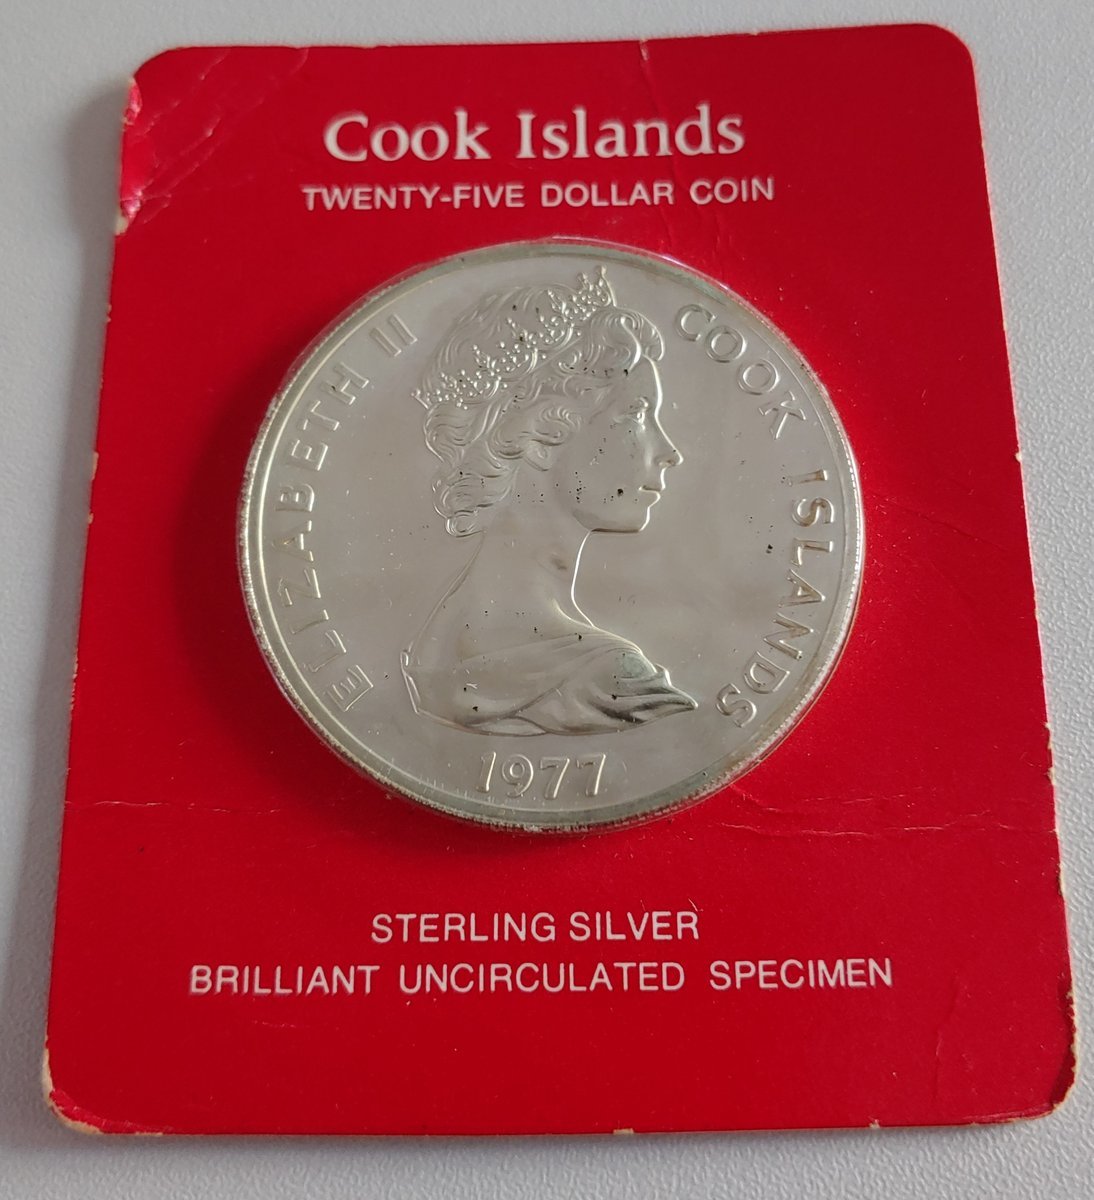 Cook Islands
TWENTY-FIVE DOLLAR COIN
ELIZABETH II
COOK ISLANDS
1977
STERLING SILVER
BRILLIANT UNCIRCULATED SPECIMEN